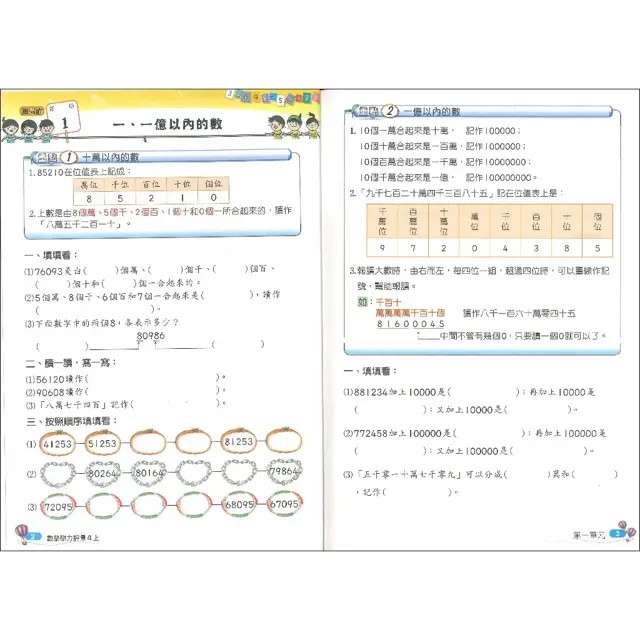 1
一、一億以內的數
重點 1 十萬以內的數
1.85210在位值表上記成：
萬位 千位 百位 十位 個位
8 5 2 1 0
2.上數是由8個萬、5個千、2個百、1個十和0個一所合起來的，讀作
「八萬五千二百一十」。
一、填填看：
(1)76093是由( )個萬、( )個千、( )個百、
( )個十和( )個一合起來的。
(2)5個萬、8個千、6個百和7個一合起來是( )，讀作
( )。
(3)下面數字中的兩個8，各表示多少？
80986
( ) ( )
二、讀一讀，寫一寫：
(1)56120讀作( )。
(2)90608讀作( )。
(3)「八萬七千四百」記作( )。
三、按照順序填填看：
(1) 41253 51253 81253
(2) 80264 80164 79864
(3) 72095 68095 67095
2 數學學力評量4上
重點 2 一億以內的數
1. 10個一萬合起來是十萬， 記作100000；
10個十萬合起來是一百萬，記作1000000；
10個百萬合起來是一千萬，記作10000000；
10個千萬合起來是一億， 記作100000000。
2.「九千七百二十萬四千三百八十五」記在位值表上是：
千萬位 百萬位 十萬位 萬位 千位 百位 十位 個位
9 7 2 0 4 3 8 5
3.報讀大數時，由右而左，每四位一組，超過四位時，可以畫線作記
號，幫助報讀。
如：千百十
萬萬萬萬千百十個 讀作八千一百六十萬零四十五
81600045
中間不管有幾個0，只要讀一個0就可以了。
一、填填看：
(1)881234加上10000是( )；再加上10000是
( )；又加上10000是( )。
(2)772458加上100000是( )；再加上100000是
( )；又加上100000是( )。
(3)「五千零一十萬七千零九」可以分成( )萬和( )
，記作( )。
第一單元 3